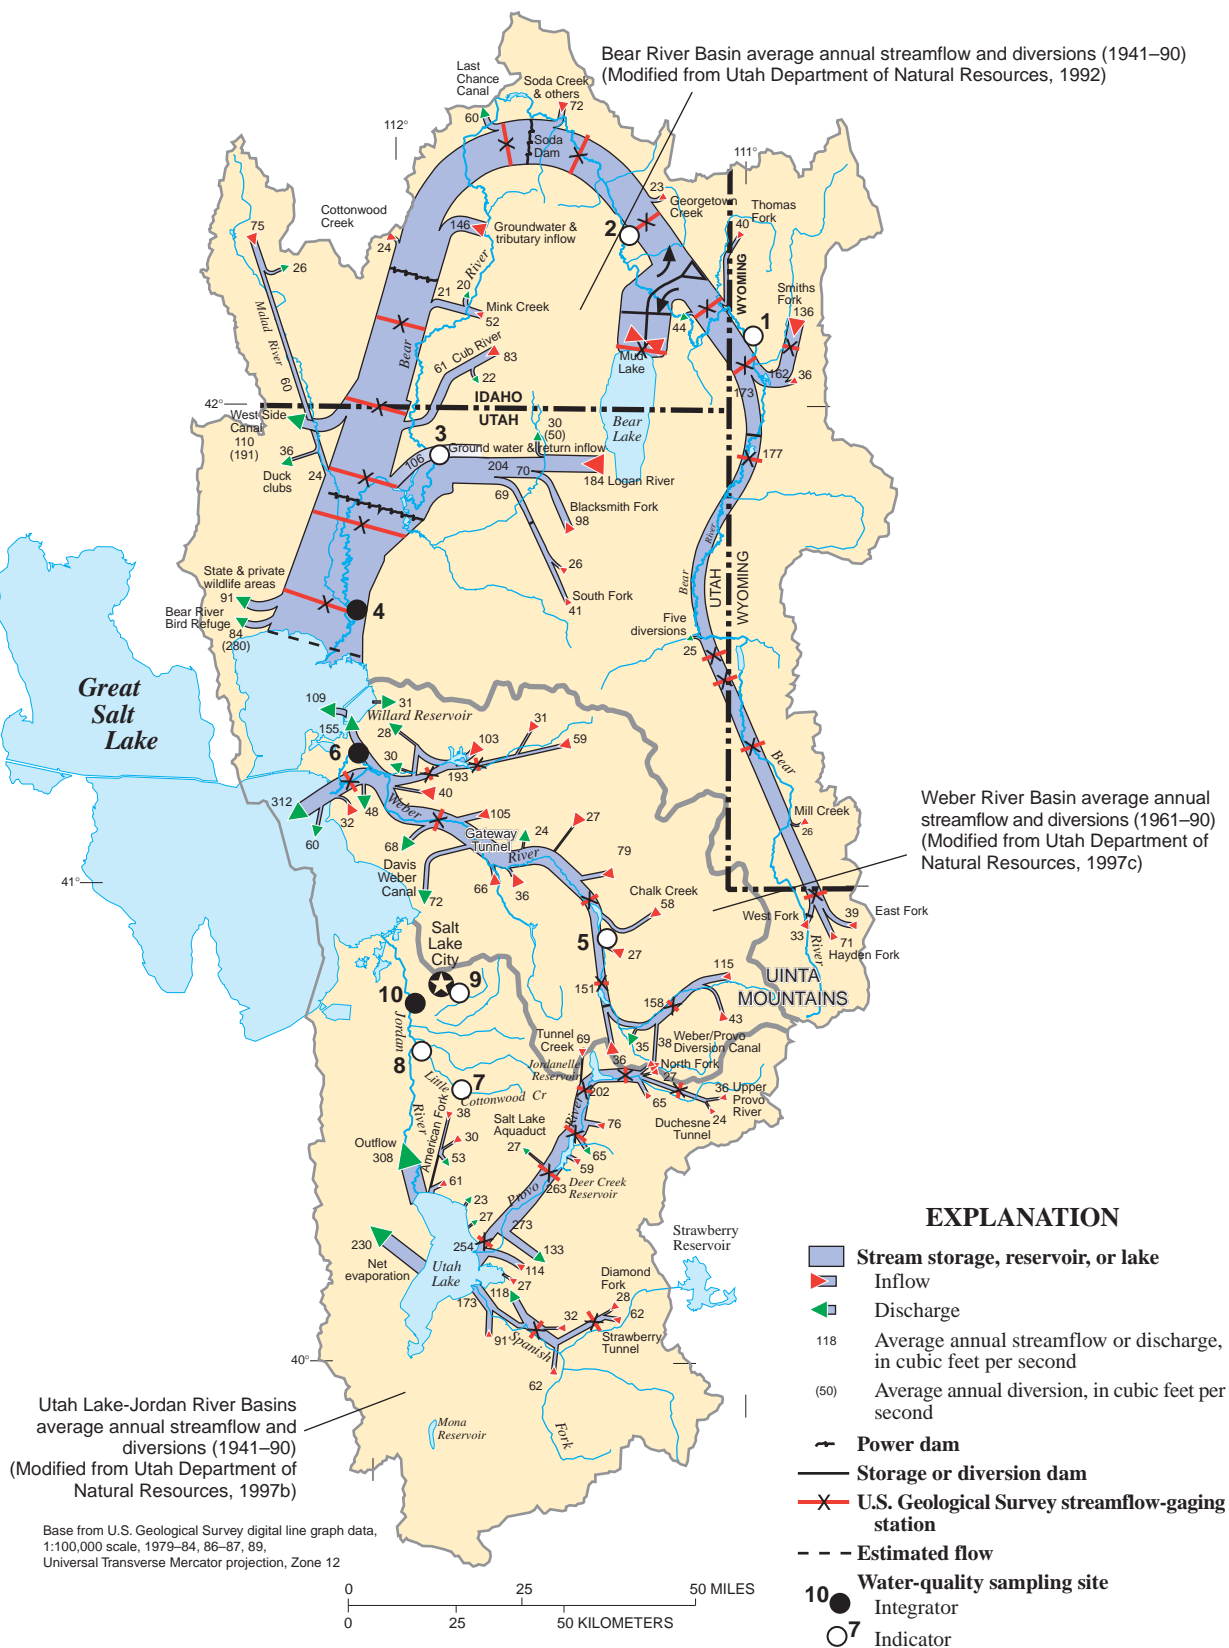 Bear River Basin average annual streamflow and diversions (1941–90)
(Modified from Utah Department of Natural Resources, 1992)
Last
Chance
Canal
60
Soda Creek
& others
72
112°
Soda
Dam
111°
23
Georgetown
Creek
Thomas
Fork
40
Cottonwood
Creek
24
75
26
146
Groundwater &
tributary inflow
2
River
20
21
Mink Creek
52
WYOMING
Smiths
Fork
136
1
44
Malad River
Bear
61
Cub River
83
22
Mud
Lake
162
36
173
60
IDAHO
UTAH
42°
West Side
Canal
110
(191)
36
Duck
clubs
24
30
(50)
Bear
Lake
3
Ground water & return inflow
106
204
70
184 Logan River
177
69
Blacksmith Fork
98
River
Bear
UTAH
WYOMING
26
South Fork
41
State & private
wildlife areas
91
Bear River
Bird Refuge
84
(280)
4
Five
diversions
25
Great
Salt
Lake
109
31
Willard Reservoir
155
28
103
31
59
6
30
193
Bear
312
32
48
Weber
40
60
105
68
Gateway
Tunnel
24
27
River
Davis
Weber
Canal
72
66
36
79
Mill Creek
26
Weber River Basin average annual
streamflow and diversions (1961–90)
(Modified from Utah Department of
Natural Resources, 1997c)
41°
Chalk Creek
58
West Fork
33
39
East Fork
71
Hayden Fork
River
Salt
Lake
City
5
27
115
UINTA
MOUNTAINS
9
10
151
158
43
Jordan
Tunnel
Creek
69
35
38
Weber/Provo
Diversion Canal
8
36
North Fork
Jordanelle
Reservoir
27
Little
7
Cottonwood Cr
202
65
36
Upper
Provo
River
24
Duchesne
Tunnel
River
American Fork
38
Salt Lake
Aquaduct
River
76
Outflow
308
30
53
27
65
59
61
263
Deer Creek
Reservoir
Provo
23
27
273
Strawberry
Reservoir
230
Net
evaporation
254
133
Utah
Lake
114
27
Diamond
Fork
28
173
118
32
62
91
Spanish
Strawberry
Tunnel
40°
62
Utah Lake-Jordan River Basins
average annual streamflow and
diversions (1941–90)
(Modified from Utah Department of
Natural Resources, 1997b)
Mona
Reservoir
Fork
EXPLANATION
Stream storage, reservoir, or lake
Inflow
Discharge
118 Average annual streamflow or discharge,
in cubic feet per second
(50) Average annual diversion, in cubic feet per
second
Power dam
Storage or diversion dam
U.S. Geological Survey streamflow-gaging
station
Estimated flow
Water-quality sampling site
10 Integrator
7 Indicator
Base from U.S. Geological Survey digital line graph data,
1:100,000 scale, 1979–84, 86–87, 89,
Universal Transverse Mercator projection, Zone 12
0 25 50 MILES
0 25 50 KILOMETERS